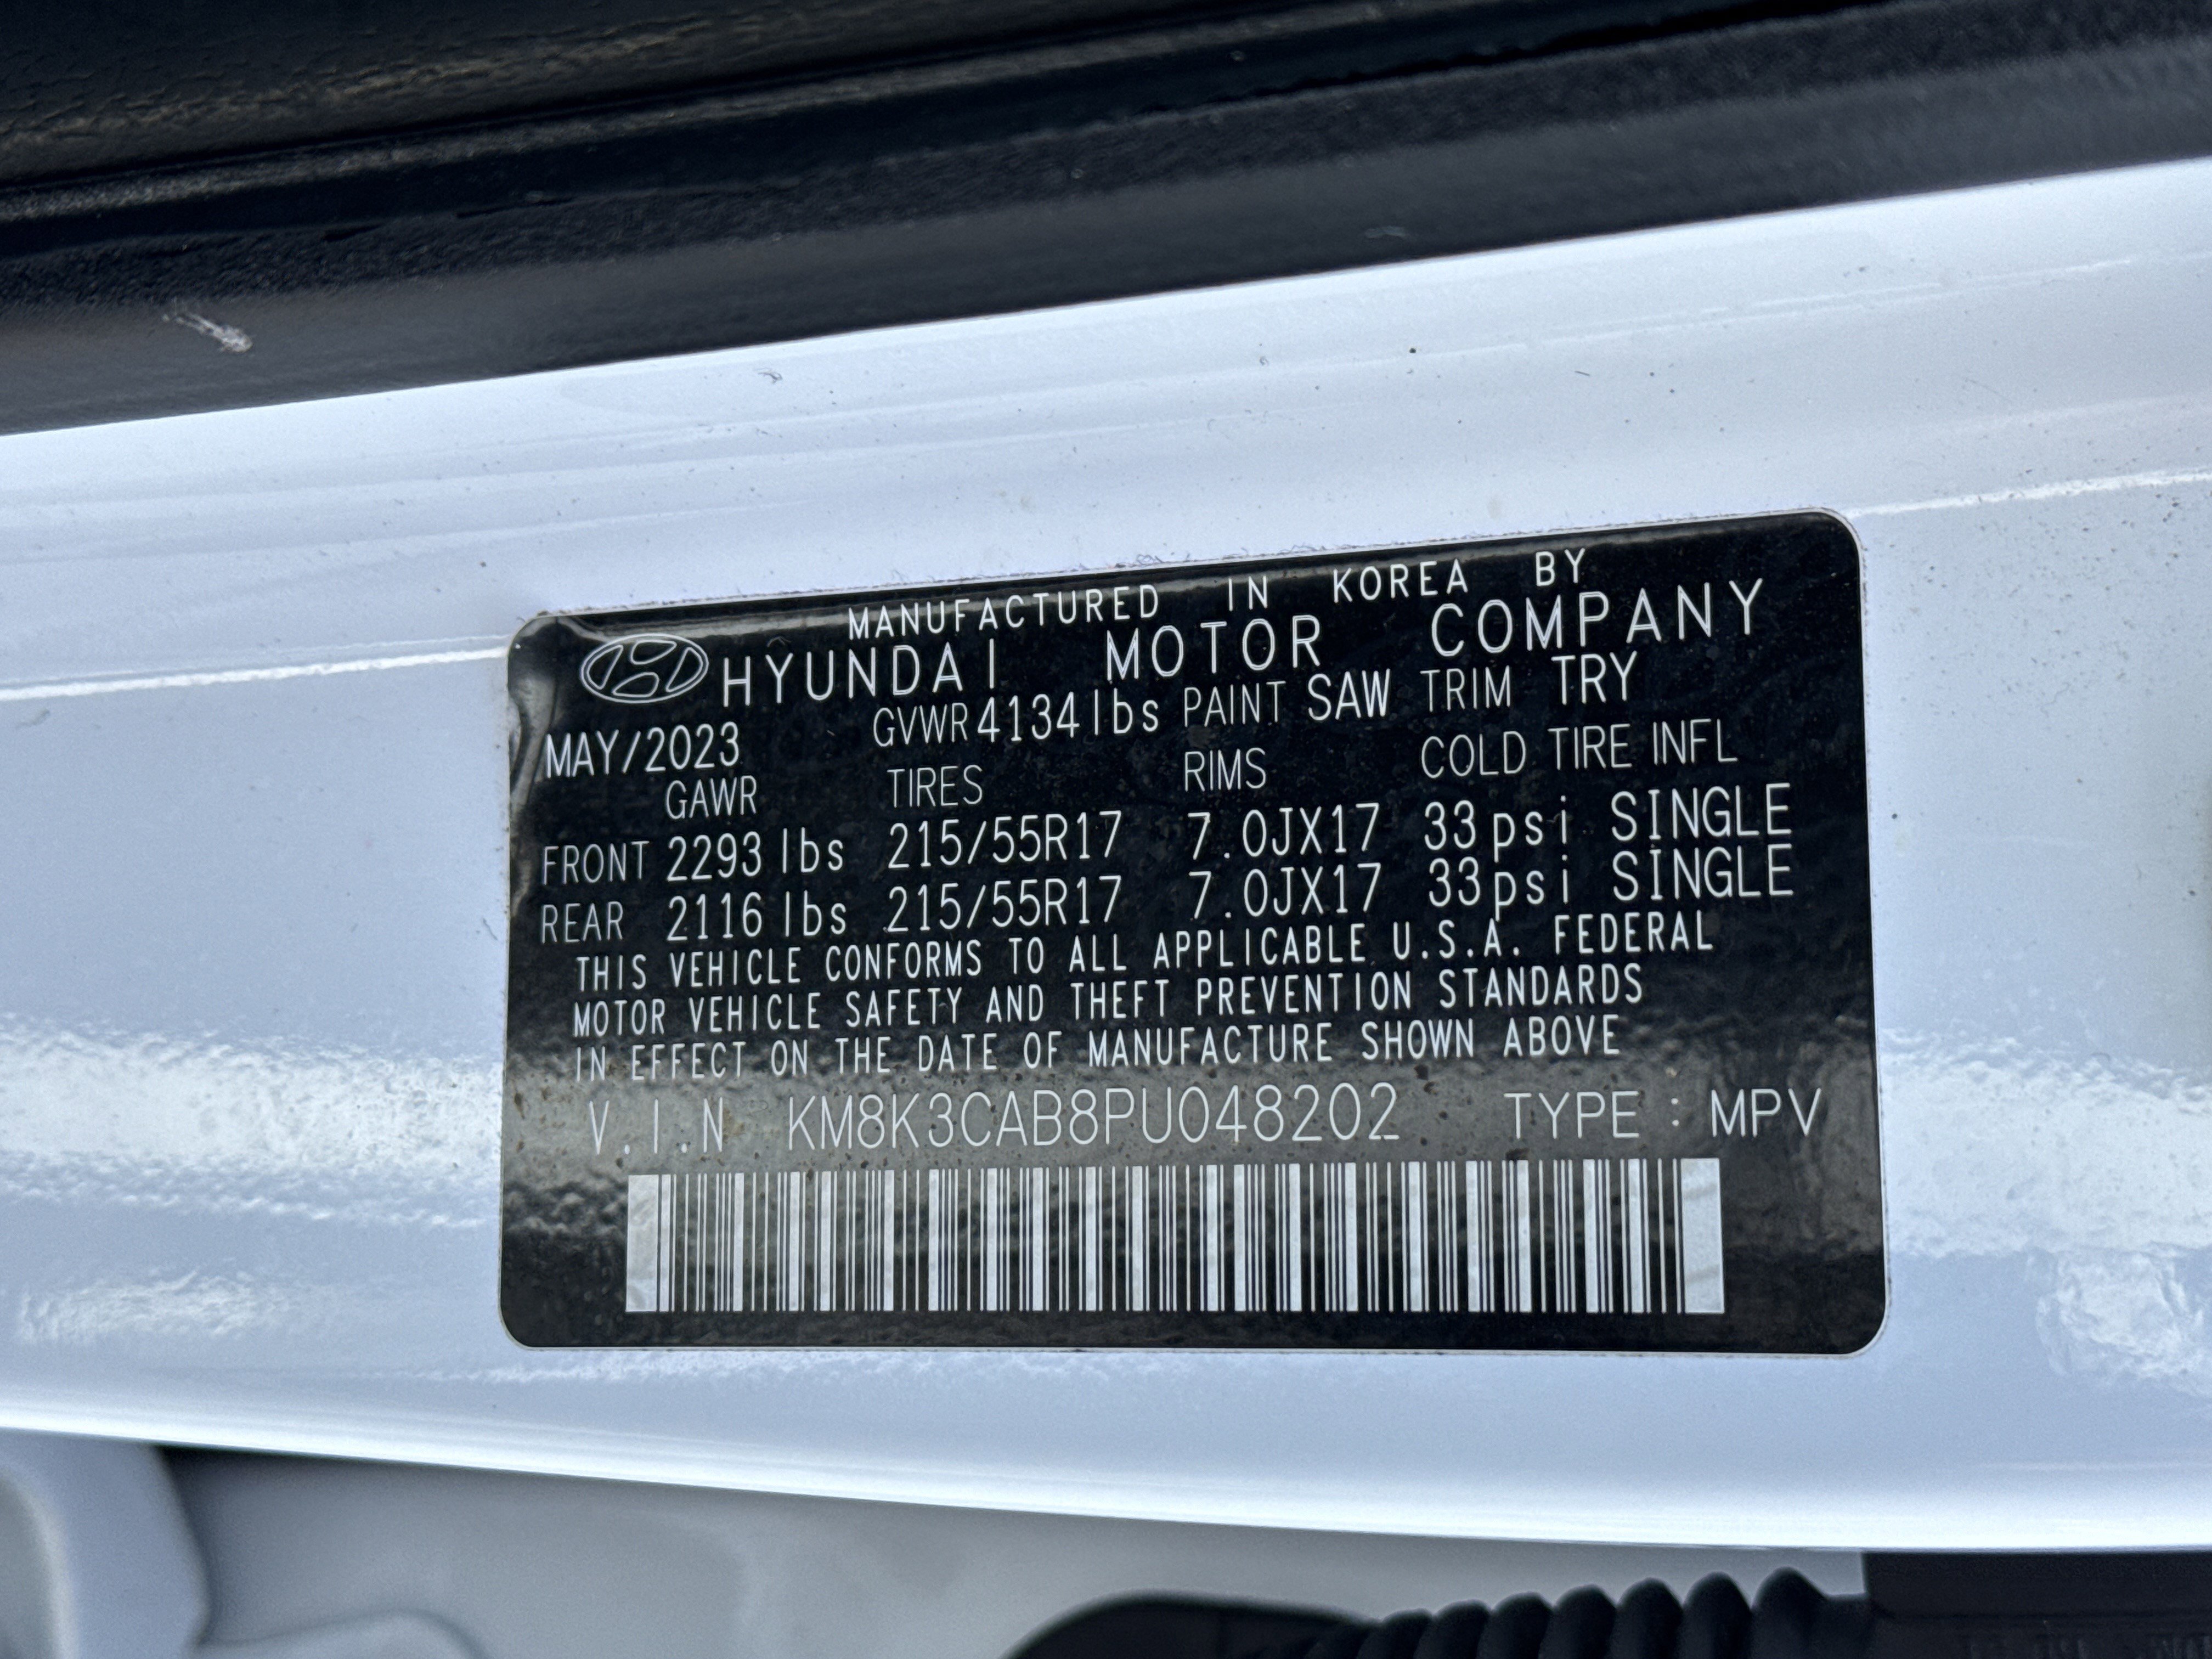 MANUFACTURED IN KOREA BY
HYUNDAI MOTOR COMPANY
MAY/2023 GVWR 4134lbs PAINT SAW TRIM TRY
GAWR TIRES RIMS COLD TIRE INFL
FRONT 2293 lbs 215/55R17 7.0JX17 33psi SINGLE
REAR 2116 lbs 215/55R17 7.0JX17 33psi SINGLE
THIS VEHICLE CONFORMS TO ALL APPLICABLE U.S.A. FEDERAL
MOTOR VEHICLE SAFETY AND THEFT PREVENTION STANDARDS
IN EFFECT ON THE DATE OF MANUFACTURE SHOWN ABOVE
V.I.N KM8K3CAB8PU048202 TYPE : MPV